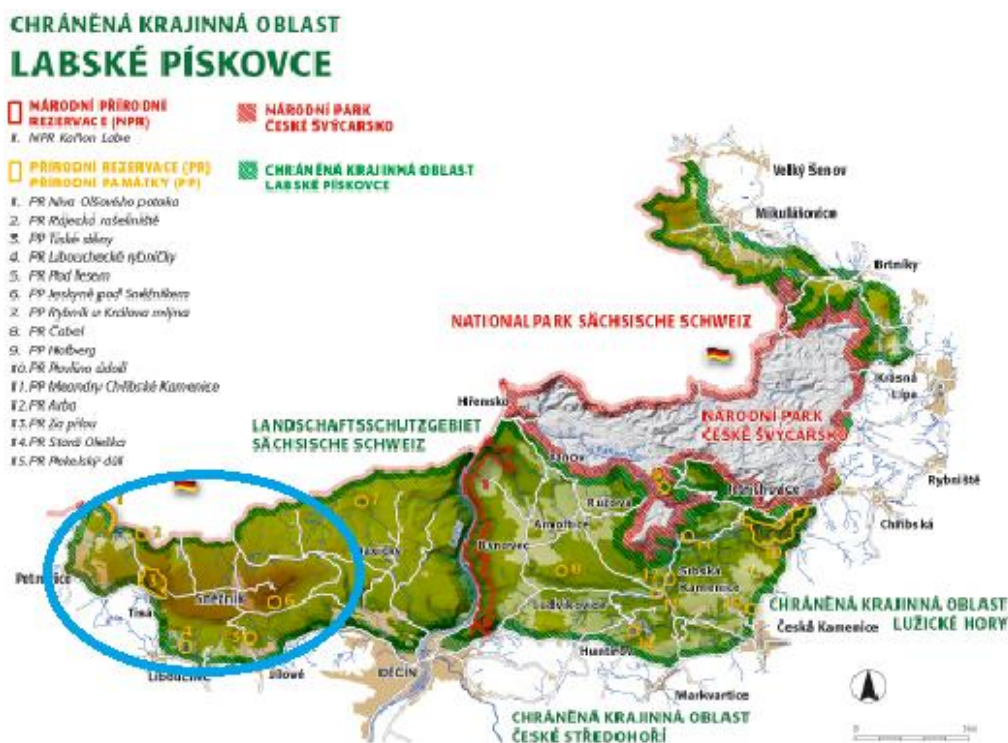 CHRÁNĚNÁ KRAJINNÁ OBLAST
LABSKÉ PÍSKOVCE
NÁRODNÍ PŘÍRODNÍ
REZERVACE (NPR)
1. NPR Kaňon Labe
PŘÍRODNÍ REZERVACE (PR)
PŘÍRODNÍ PAMÁTKY (PP)
1. PR Niva Olšového potoka
2. PR Rájecká rašeliniště
3. PP Tiské stěny
4. PR Libouchecké rybníčky
5. PR Pod lesem
6. PP Jeskyně pod Sněžníkem
7. PP Rybník u Králova mlýna
8. PR Čabel
9. PP Hofberg
10. PR Pavlino údolí
11. PP Meandry Chřibské Kamenice
12. PR Arba
13. PR Za pilou
14. PR Stará Oleška
15. PR Pekelský důl
NÁRODNÍ PARK
ČESKÉ ŠVÝCARSKO
CHRÁNĚNÁ KRAJINNÁ OBLAST
LABSKÉ PÍSKOVCE
Velký Šenov
Mikulášovice
Brtníky
NATIONALPARK SÄCHSISCHE SCHWEIZ
Krásná
Lípa
Hřensko
NÁRODNÍ PARK
ČESKÉ ŠVÝCARSKO
LANDSCHAFTSSCHUTZGEBIET
SÄCHSISCHE SCHWEIZ
Janov
Růžová
Jetřichovice
Rybniště
Chřibská
Arnoltice
Bynovec
Petrovice
Srbská
Kamenice
Sněžník
Tisá
Ludvíkovice
CHRÁNĚNÁ KRAJINNÁ OBLAST
LUŽICKÉ HORY
Česká Kamenice
Huntířov
Libouchec
Jílové
DĚČÍN
Markvartice
CHRÁNĚNÁ KRAJINNÁ OBLAST
ČESKÉ STŘEDOHOŘÍ